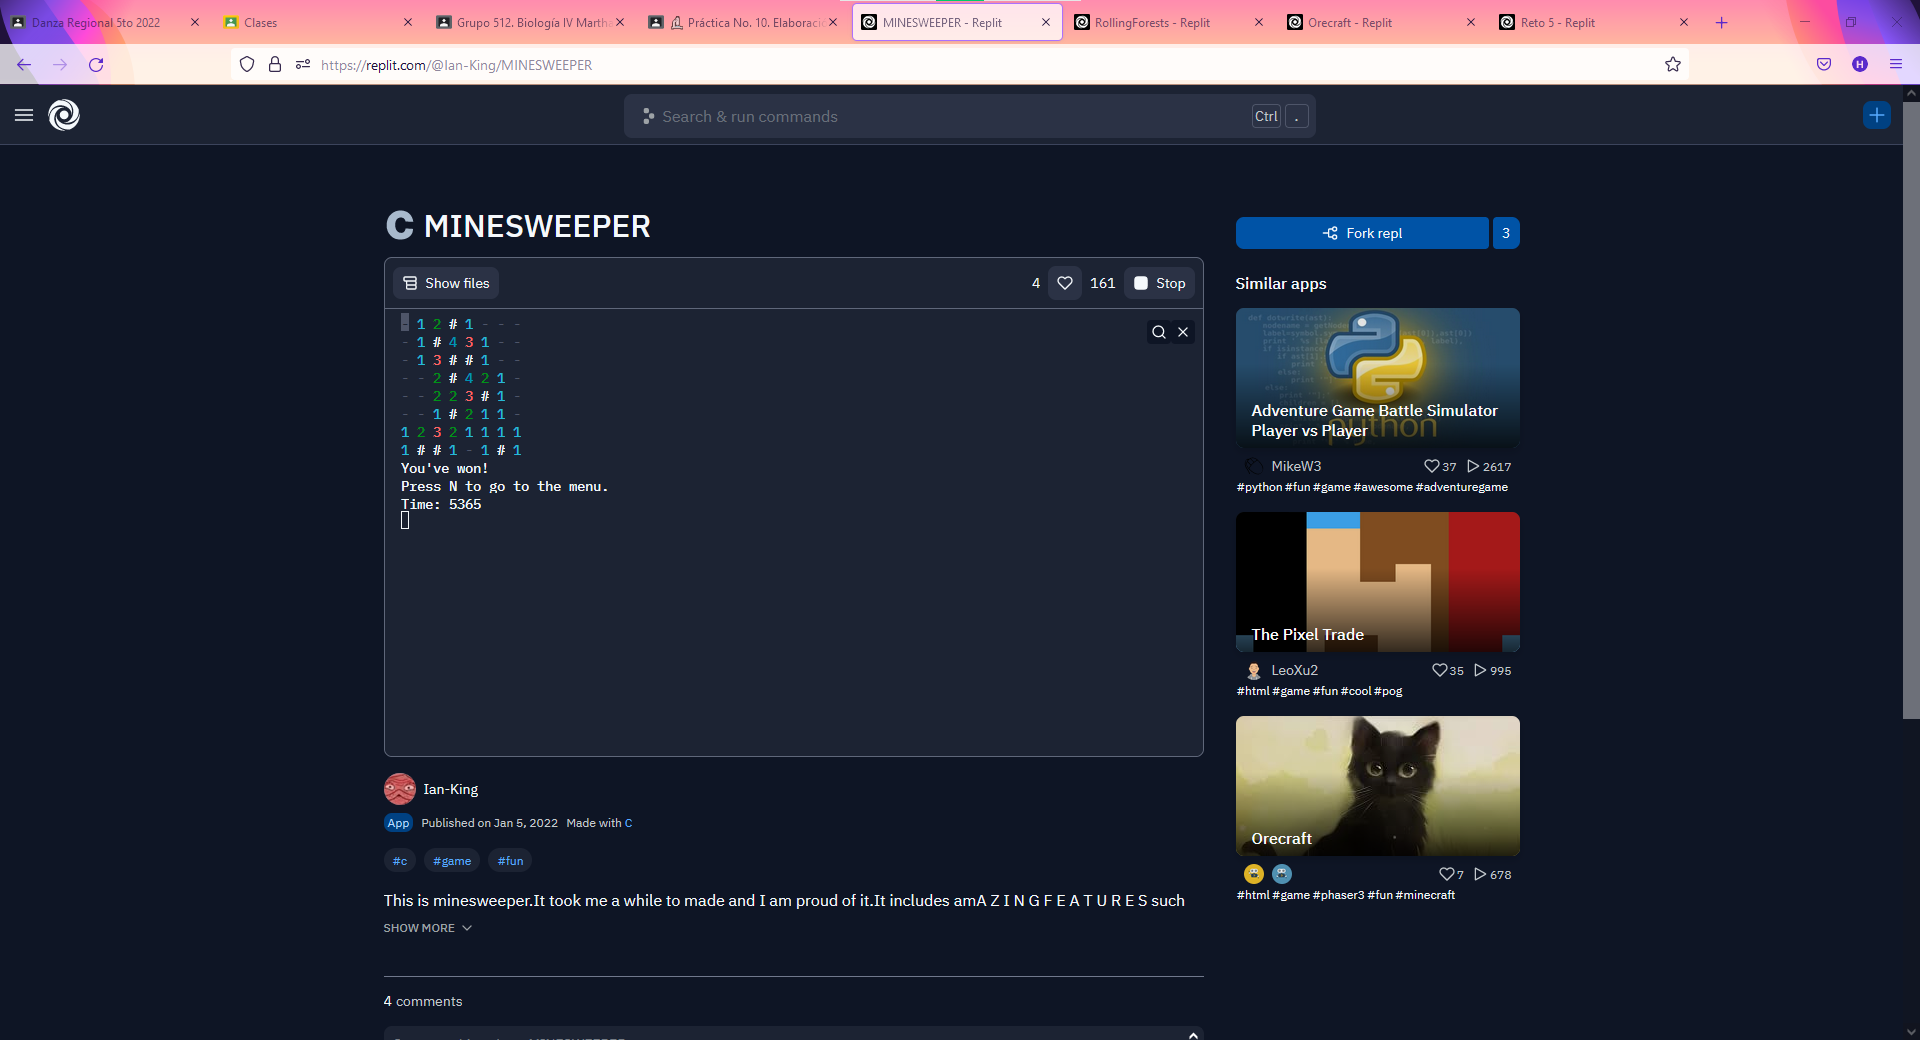 Danza Regional 5to 2022
Clases
Grupo 512. Biología IV Martha
Práctica No. 10. Elaboraci
MINESWEEPER - Replit
RollingForests - Replit
Orecraft - Replit
Reto 5 - Replit
https://replit.com/@Ian-King/MINESWEEPER
H
Search & run commands
Ctrl .
C MINESWEEPER
Show files
4 161 Stop
- 1 2 # 1 - - -
- 1 # 4 3 1 - -
- 1 3 # # 1 - -
- - 2 # 4 2 1 -
- - 2 2 3 # 1 -
- - 1 # 2 1 1 -
1 2 3 2 1 1 1 1
1 # # 1 - 1 # 1
You've won!
Press N to go to the menu.
Time: 5365
Ian-King
App Published on Jan 5, 2022 Made with C
#c #game #fun
This is minesweeper.It took me a while to made and I am proud of it.It includes amA Z I N G F E A T U R E S such
SHOW MORE
4 comments
Fork repl 3
Similar apps
python
Adventure Game Battle Simulator
Player vs Player
MikeW3 37 2617
#python #fun #game #awesome #adventuregame
The Pixel Trade
LeoXu2 35 995
#html #game #fun #cool #pog
Orecraft
7 678
#html #game #phaser3 #fun #minecraft